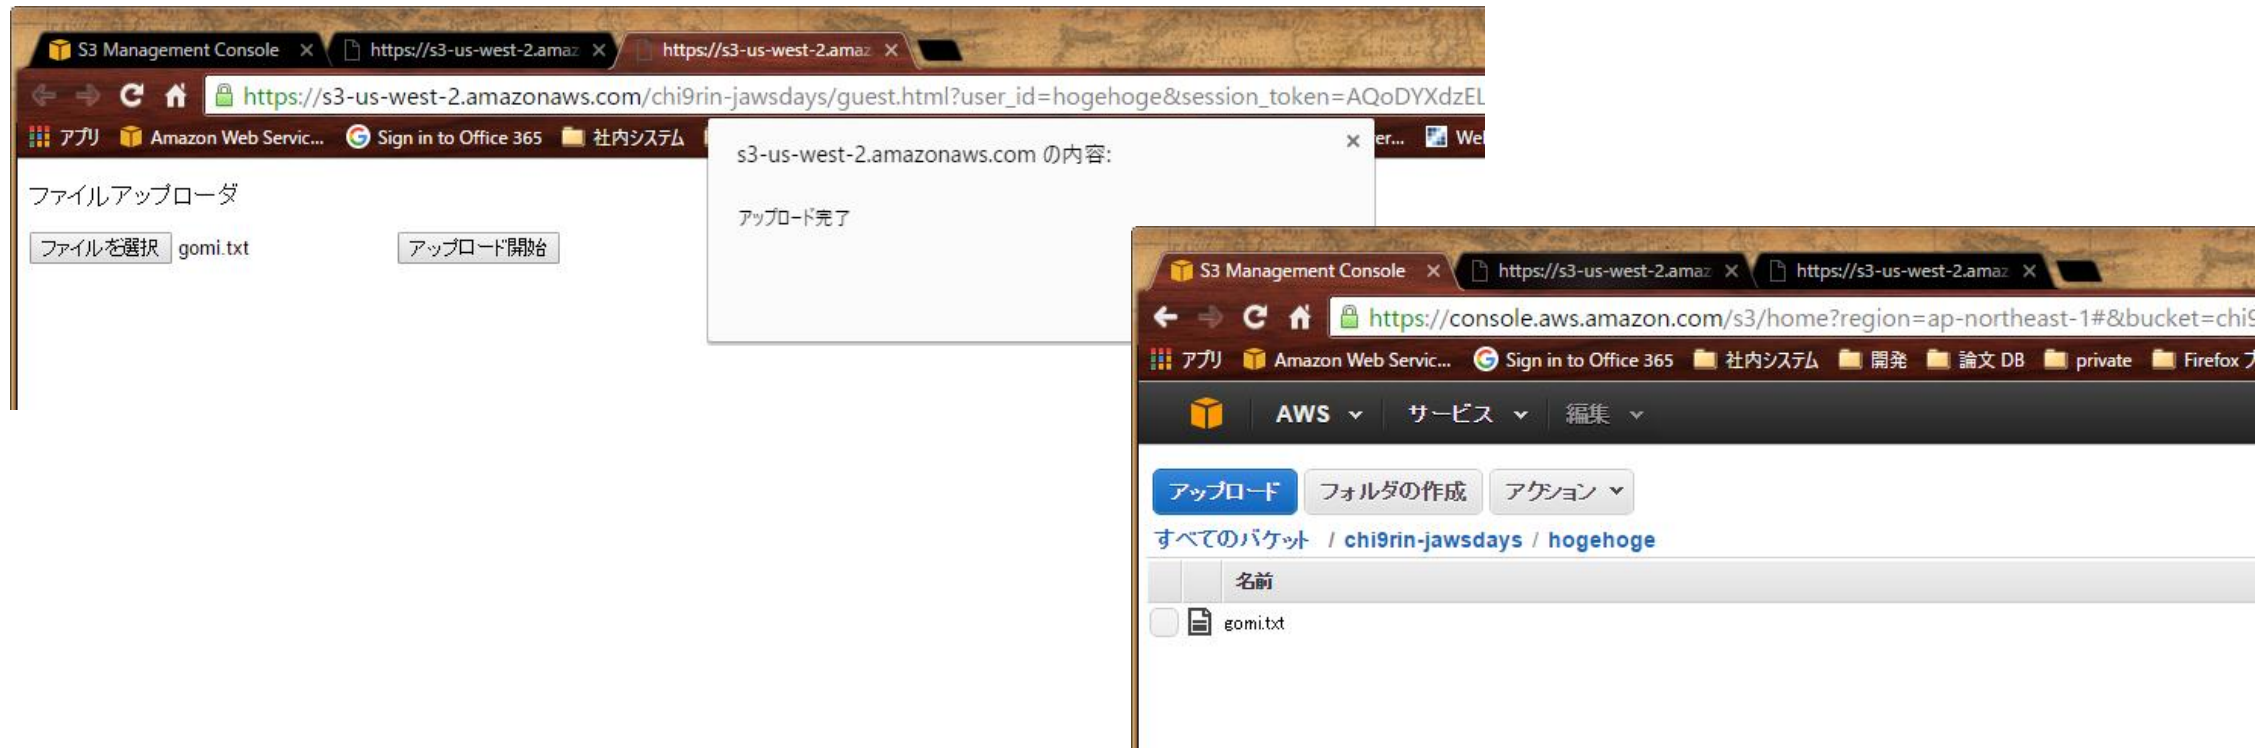 S3 Management Console
https://s3-us-west-2.amaz
https://s3-us-west-2.amaz
https://s3-us-west-2.amazonaws.com/chi9rin-jawsdays/guest.html?user_id=hogehoge&session_token=AQoDYXdzEL
アプリ Amazon Web Servic... Sign in to Office 365 社内システム er... We
s3-us-west-2.amazonaws.com の内容:
アップロード完了
ファイルアップローダ
ファイルを選択 gomi.txt アップロード開始
S3 Management Console
https://s3-us-west-2.amaz
https://s3-us-west-2.amaz
https://console.aws.amazon.com/s3/home?region=ap-northeast-1#&bucket=chi9
アプリ Amazon Web Servic... Sign in to Office 365 社内システム 開発 論文 DB private Firefox ブ
AWS サービス 編集
アップロード フォルダの作成 アクション
すべてのバケット / chi9rin-jawsdays / hogehoge
名前
gomi.txt